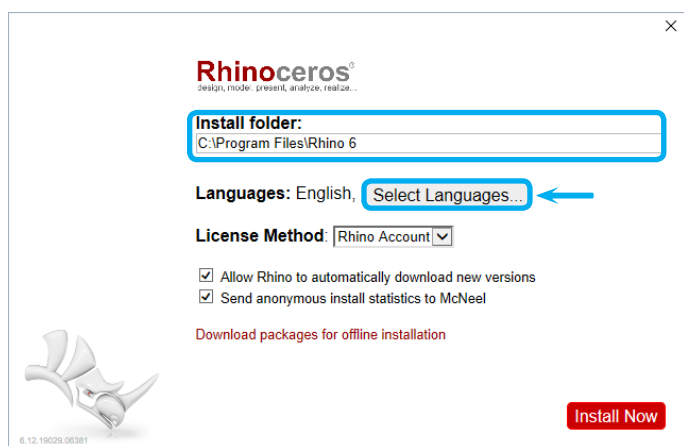 Rhinoceros®
design, model, present, analyze, realize...
Install folder:
C:\Program Files\Rhino 6
Languages: English, Select Languages...
License Method: Rhino Account
Allow Rhino to automatically download new versions
Send anonymous install statistics to McNeel
Download packages for offline installation
Install Now
6.12.19029.06381